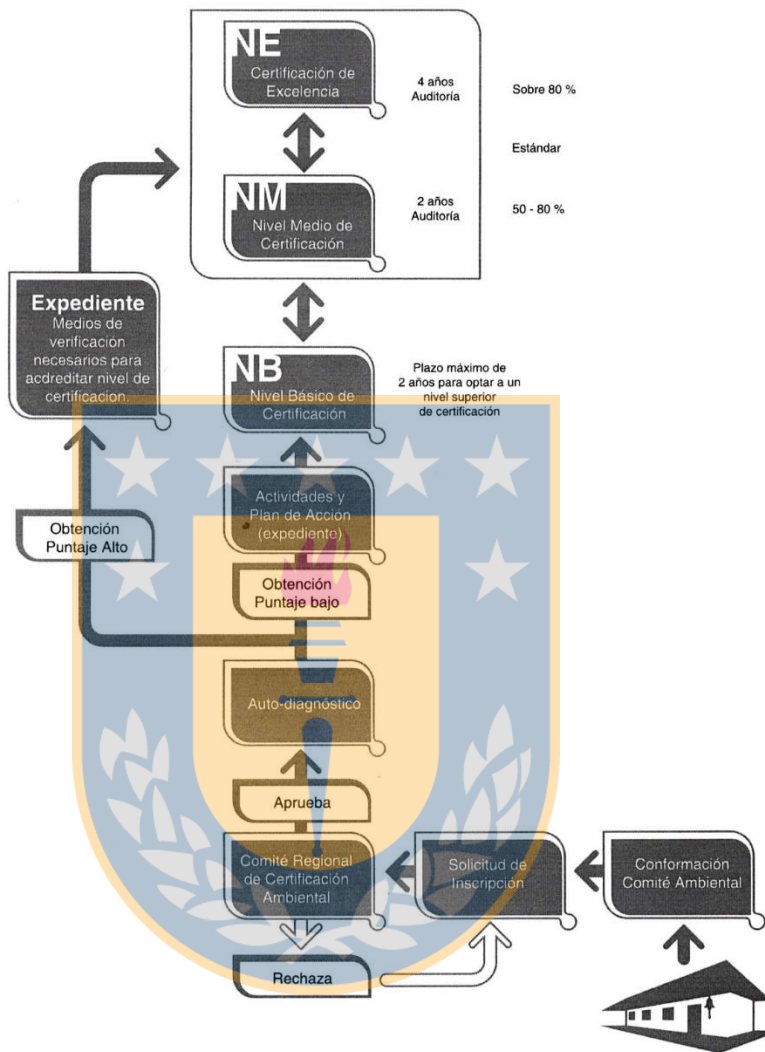 NE
Certificación de
Excelencia
4 años
Auditoría
Sobre 80 %
Estándar
NM
Nivel Medio de
Certificación
2 años
Auditoría
50 - 80 %
Expediente
Medios de
verificación
necesarios para
acdreditar nivel de
certificacion.
NB
Nivel Básico de
Certificación
Plazo máximo de
2 años para optar a un
nivel superior
de certificación
Actividades y
Plan de Acción
(expediente)
Obtención
Puntaje Alto
Obtención
Puntaje bajo
Auto-diagnóstico
Aprueba
Comité Regional
de Certificación
Ambiental
Solicitud de
Inscripción
Conformación
Comité Ambiental
Rechaza